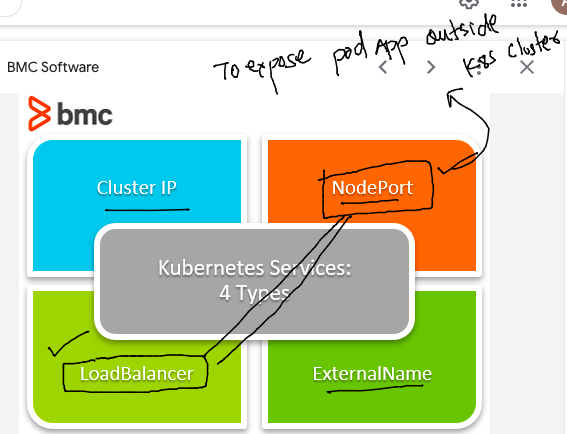 To expose pod App outside
K8s cluster
BMC Software
bmc
Cluster IP
NodePort
Kubernetes Services:
4 Types
LoadBalancer
ExternalName